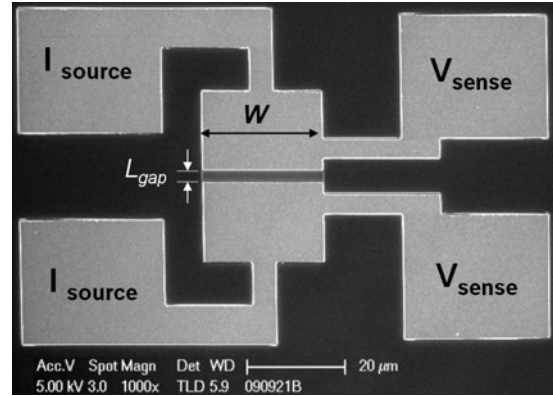 I source
V sense
W
L gap
I source
V sense
Acc.V Spot Magn Det WD 20 µm
5.00 kV 3.0 1000x TLD 5.9 090921B